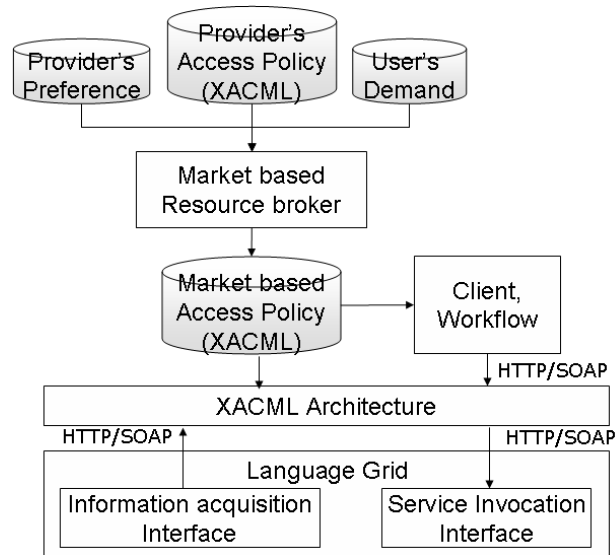 Provider's
Preference
Provider's
Access Policy
(XACML)
User's
Demand
Market based
Resource broker
Market based
Access Policy
(XACML)
Client,
Workflow
HTTP/SOAP
XACML Architecture
HTTP/SOAP
HTTP/SOAP
Language Grid
Information acquisition
Interface
Service Invocation
Interface